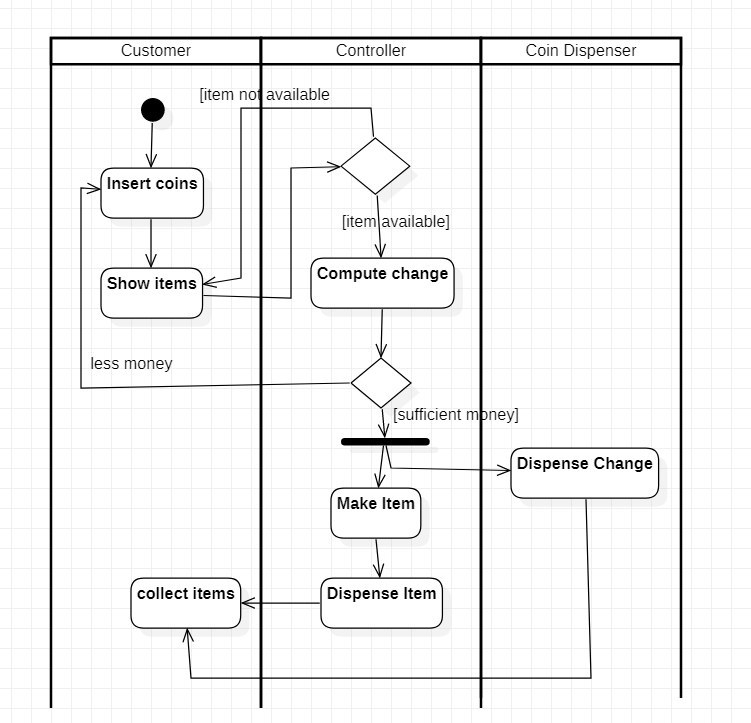 Customer
Controller
Coin Dispenser
[item not available
Insert coins
[item available]
Show items
Compute change
less money
[sufficient money]
Dispense Change
Make Item
collect items
Dispense Item